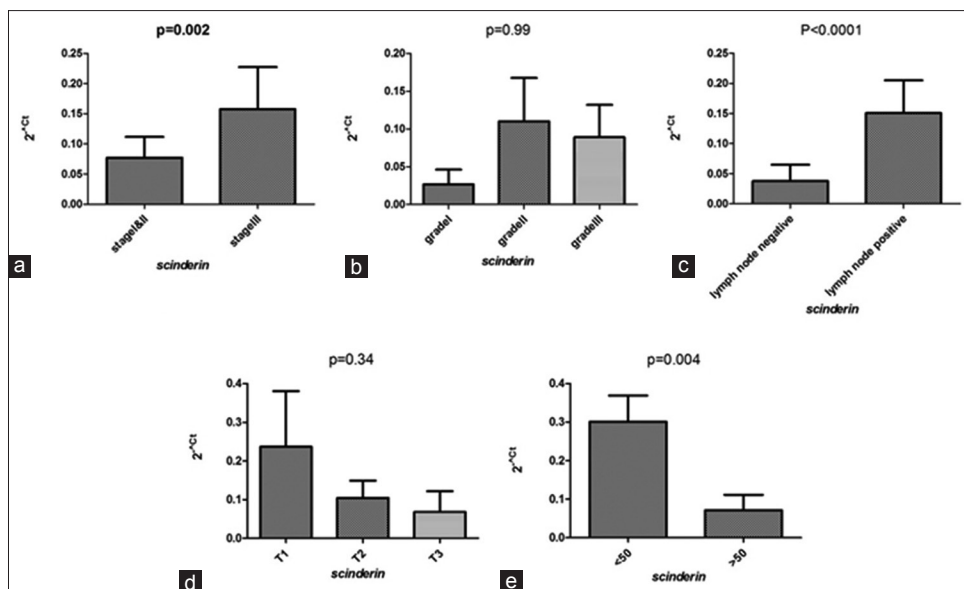 p=0.002
0.25
0.20
0.15
0.10
0.05
0.00
2-^Ct
stageI&II
stageIII
scinderin
a
p=0.99
0.25
0.20
0.15
0.10
0.05
0.00
2-^Ct
gradeI
gradeII
gradeIII
scinderin
b
P<0.0001
0.25
0.20
0.15
0.10
0.05
0.00
2-^Ct
lymph node negative
lymph node positive
scinderin
c
p=0.34
0.4
0.3
0.2
0.1
0.0
2-^Ct
T1
T2
T3
scinderin
d
p=0.004
0.4
0.3
0.2
0.1
0.0
2-^Ct
<50
>50
scinderin
e